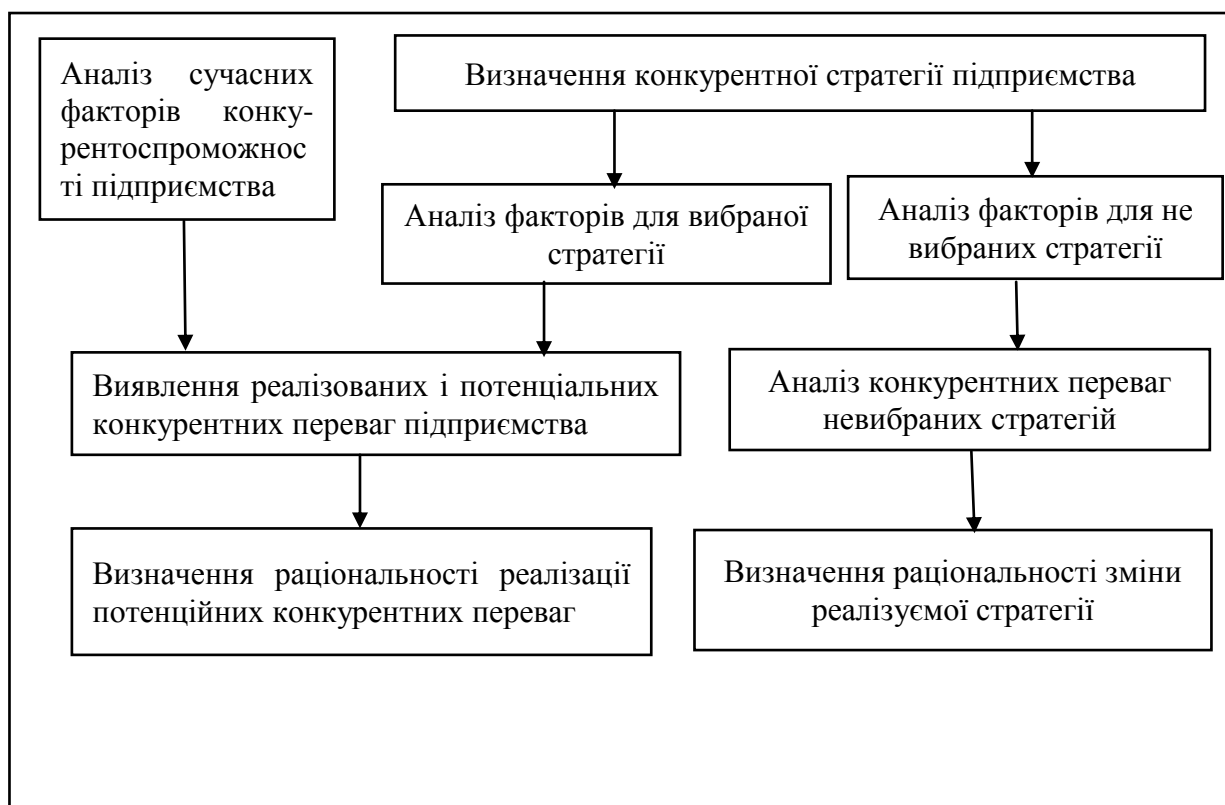 Аналіз сучасних
факторів конку-
рентоспроможнос
ті підприємства
Визначення конкурентної стратегії підприємства
Аналіз факторів для вибраної
стратегії
Аналіз факторів для не
вибраних стратегії
Виявлення реалізованих і потенціальних
конкурентних переваг підприємства
Аналіз конкурентних переваг
невибраних стратегій
Визначення раціональності реалізації
потенційних конкурентних переваг
Визначення раціональності зміни
реалізуємої стратегії